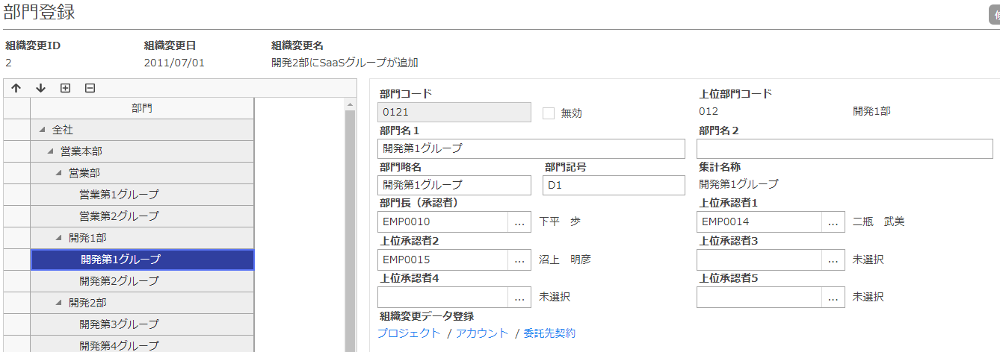 部門登録
組織変更ID 組織変更日 組織変更名
2 2011/07/01 開発2部にSaaSグループが追加
部門
全社
営業本部
営業部
営業第1グループ
営業第2グループ
開発1部
開発第1グループ
開発第2グループ
開発2部
開発第3グループ
開発第4グループ
部門コード 上位部門コード
0121 無効 012 開発1部
部門名１ 部門名２
開発第1グループ
部門略名 部門記号 集計名称
開発第1グループ D1 開発第1グループ
部門長（承認者） 上位承認者1
EMP0010 ... 下平　歩 EMP0014 ... 二瓶　武美
上位承認者2 上位承認者3
EMP0015 ... 沼上　明彦 ... 未選択
上位承認者4 上位承認者5
... 未選択 ... 未選択
組織変更データ登録
プロジェクト / アカウント / 委託先契約